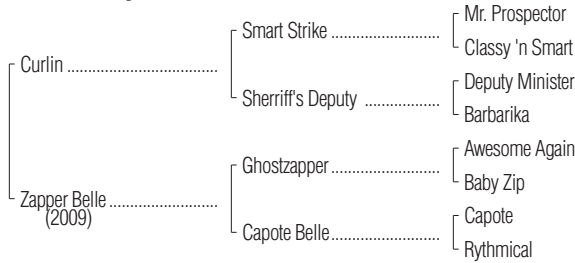 Mr. Prospector
Smart Strike ........................
Classy 'n Smart
Curlin .................................
Deputy Minister
Sherriff's Deputy ................
Barbarika
Awesome Again
Ghostzapper........................
Baby Zip
Zapper Belle........................
(2009)
Capote
Capote Belle........................
Rythmical